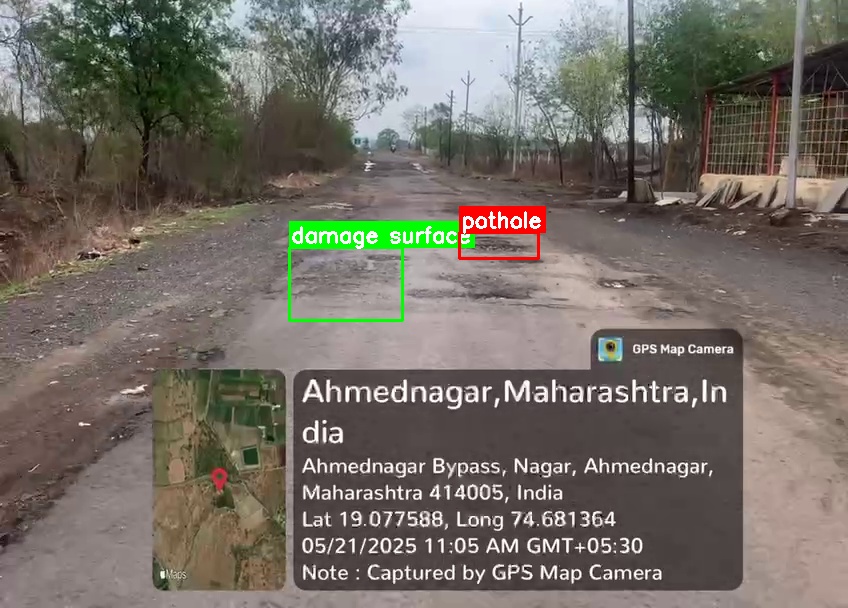 pothole
damage surface
GPS Map Camera
Ahmednagar,Maharashtra,In
dia
Ahmednagar Bypass, Nagar, Ahmednagar,
Maharashtra 414005, India
Lat 19.077588, Long 74.681364
05/21/2025 11:05 AM GMT+05:30
Note : Captured by GPS Map Camera
Maps